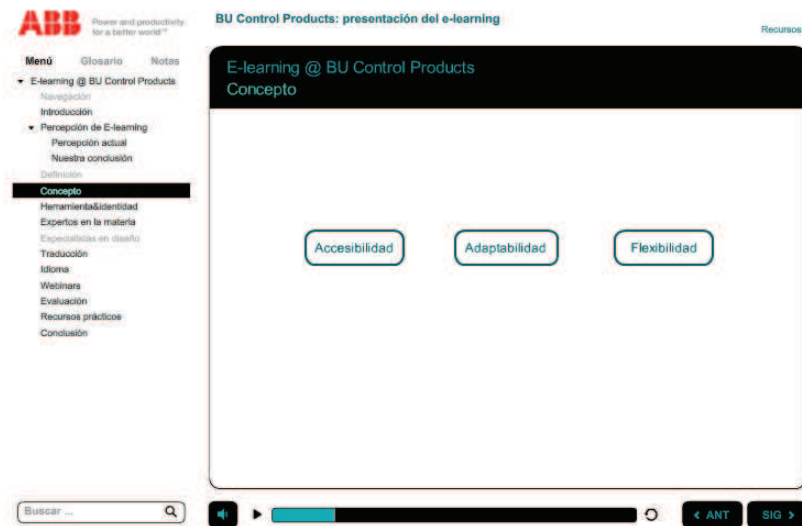 ABB
Power and productivity
for a better world™
BU Control Products: presentación del e-learning
Recursos
Menú Glosario Notas
E-learning @ BU Control Products
Navegación
Introducción
Percepción de E-learning
Percepción actual
Nuestra conclusión
Definición
Concepto
Herramienta&identidad
Expertos en la materia
Especialistas en diseño
Traducción
Idioma
Webinars
Evaluación
Recursos prácticos
Conclusión
E-learning @ BU Control Products
Concepto
Accesibilidad Adaptabilidad Flexibilidad
Buscar ...
< ANT SIG >